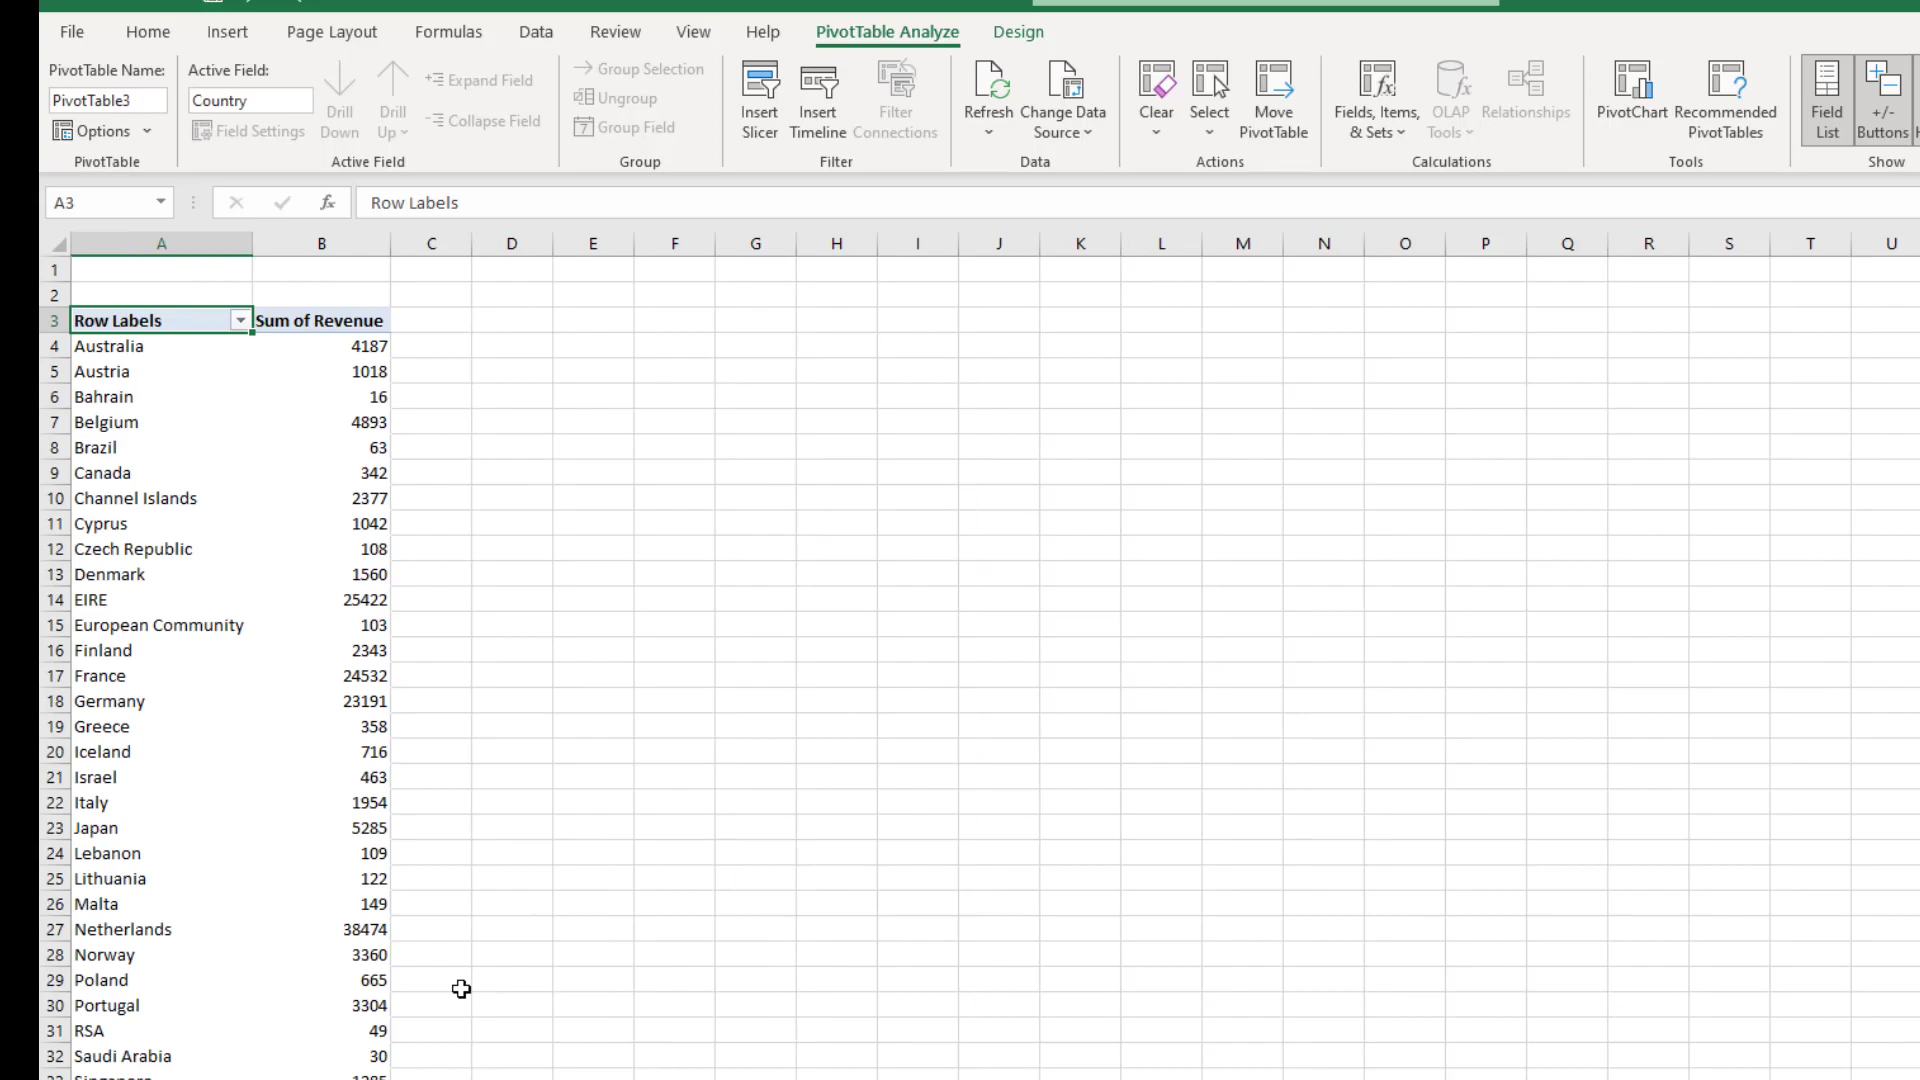 File Home Insert Page Layout Formulas Data Review View Help PivotTable Analyze Design
PivotTable Name:
PivotTable3
Options
PivotTable
Active Field:
Country
Field Settings
Drill Down
Drill Up
Expand Field
Collapse Field
Active Field
Group Selection
Ungroup
7 Group Field
Group
Insert Slicer
Insert Timeline
Filter Connections
Filter
Refresh
Change Data Source
Data
Clear
Select
Move PivotTable
Actions
Fields, Items, & Sets
OLAP Tools
Relationships
Calculations
PivotChart
Recommended PivotTables
Tools
Field List
+/- Buttons
Show
A3 fx Row Labels
A B C D E F G H I J K L M N O P Q R S T U
1
2
3 Row Labels Sum of Revenue
4 Australia 4187
5 Austria 1018
6 Bahrain 16
7 Belgium 4893
8 Brazil 63
9 Canada 342
10 Channel Islands 2377
11 Cyprus 1042
12 Czech Republic 108
13 Denmark 1560
14 EIRE 25422
15 European Community 103
16 Finland 2343
17 France 24532
18 Germany 23191
19 Greece 358
20 Iceland 716
21 Israel 463
22 Italy 1954
23 Japan 5285
24 Lebanon 109
25 Lithuania 122
26 Malta 149
27 Netherlands 38474
28 Norway 3360
29 Poland 665
30 Portugal 3304
31 RSA 49
32 Saudi Arabia 30